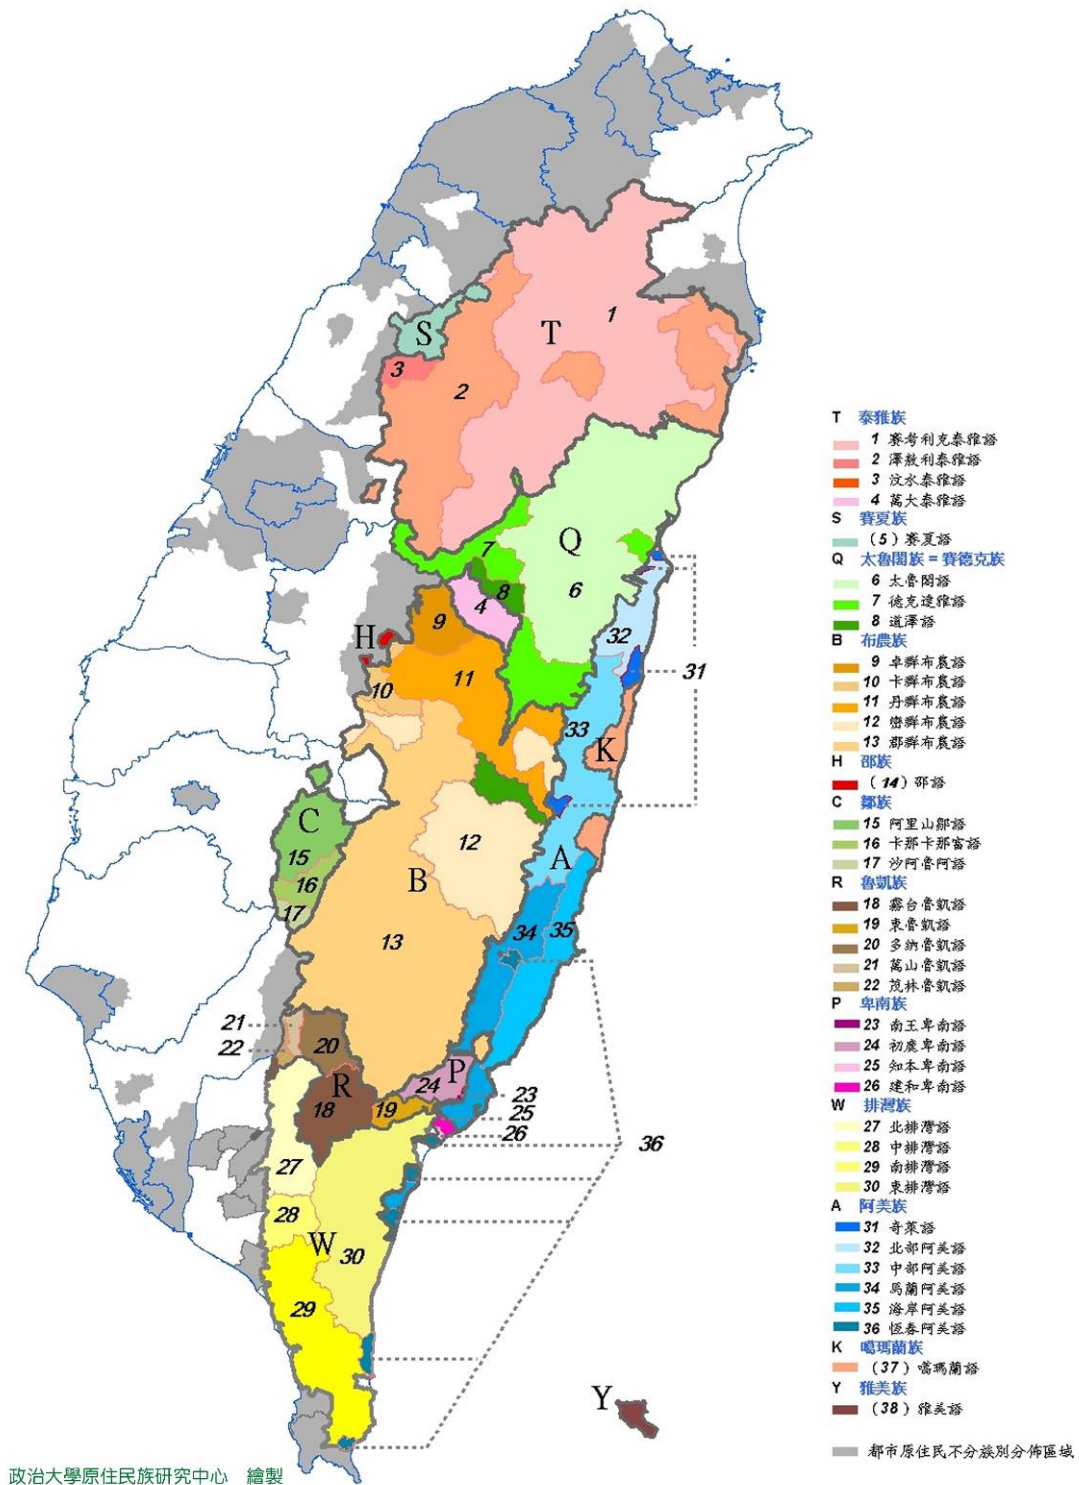 1
S
T
3
2
Q
7
8
6
4
9
H
32
11
31
10
33
K
C
15
12
A
16
B
17
34
35
13
21
22
20
P
R
24
23
18
19
25
26
36
27
28
W
30
29
Y
T 泰雅族
1 賽考利克泰雅語
2 澤敖利泰雅語
3 汶水泰雅語
4 萬大泰雅語
S 賽夏族
(5) 賽夏語
Q 太魯閣族=賽德克族
6 太魯閣語
7 德克達雅語
8 道澤語
B 布農族
9 卓群布農語
10 卡群布農語
11 丹群布農語
12 巒群布農語
13 郡群布農語
H 邵族
(14) 邵語
C 鄒族
15 阿里山鄒語
16 卡那卡那富語
17 沙阿魯阿語
R 魯凱族
18 霧台魯凱語
19 東魯凱語
20 多納魯凱語
21 萬山魯凱語
22 茂林魯凱語
P 卑南族
23 南王卑南語
24 初鹿卑南語
25 知本卑南語
26 建和卑南語
W 排灣族
27 北排灣語
28 中排灣語
29 南排灣語
30 東排灣語
A 阿美族
31 奇萊語
32 北部阿美語
33 中部阿美語
34 馬蘭阿美語
35 海岸阿美語
36 恆春阿美語
K 噶瑪蘭族
(37) 噶瑪蘭語
Y 雅美族
(38) 雅美語
都市原住民不分族別分佈區域
政治大學原住民族研究中心 繪製